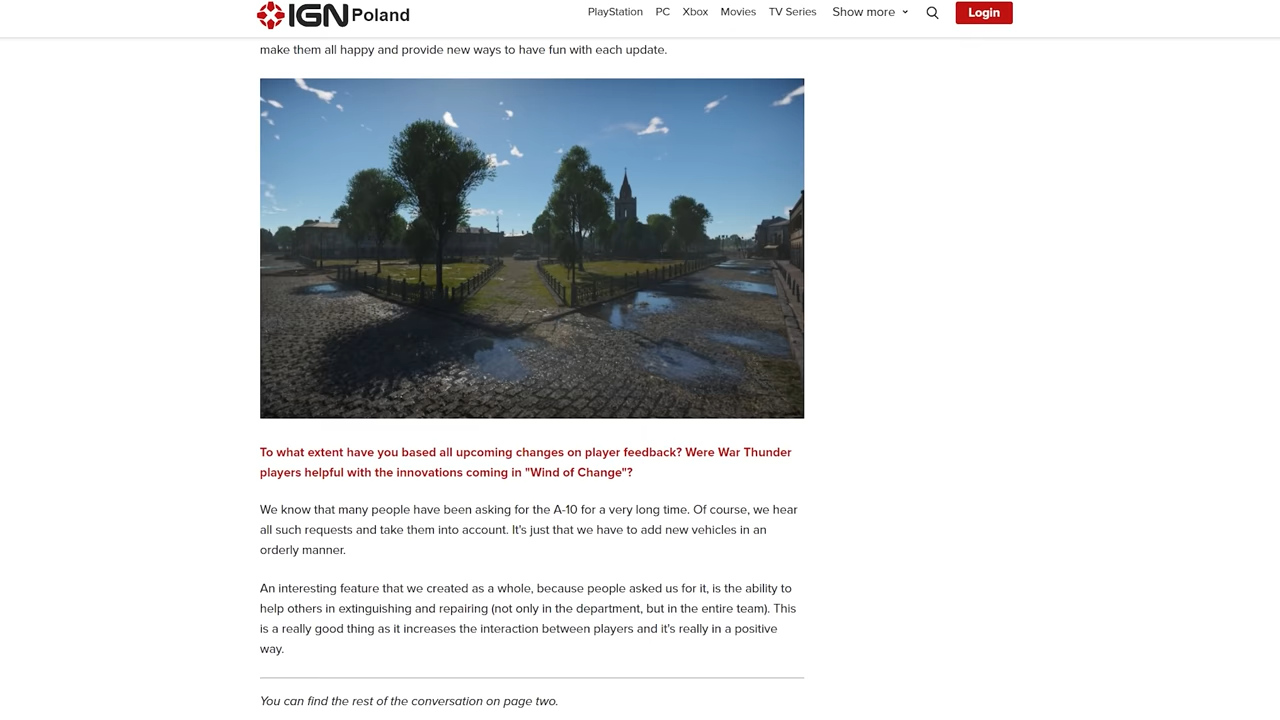 IGN Poland
PlayStation PC Xbox Movies TV Series Show more Login
make them all happy and provide new ways to have fun with each update.
To what extent have you based all upcoming changes on player feedback? Were War Thunder
players helpful with the innovations coming in "Wind of Change"?
We know that many people have been asking for the A-10 for a very long time. Of course, we hear
all such requests and take them into account. It's just that we have to add new vehicles in an
orderly manner.
An interesting feature that we created as a whole, because people asked us for it, is the ability to
help others in extinguishing and repairing (not only in the department, but in the entire team). This
is a really good thing as it increases the interaction between players and it's really in a positive
way.
You can find the rest of the conversation on page two.